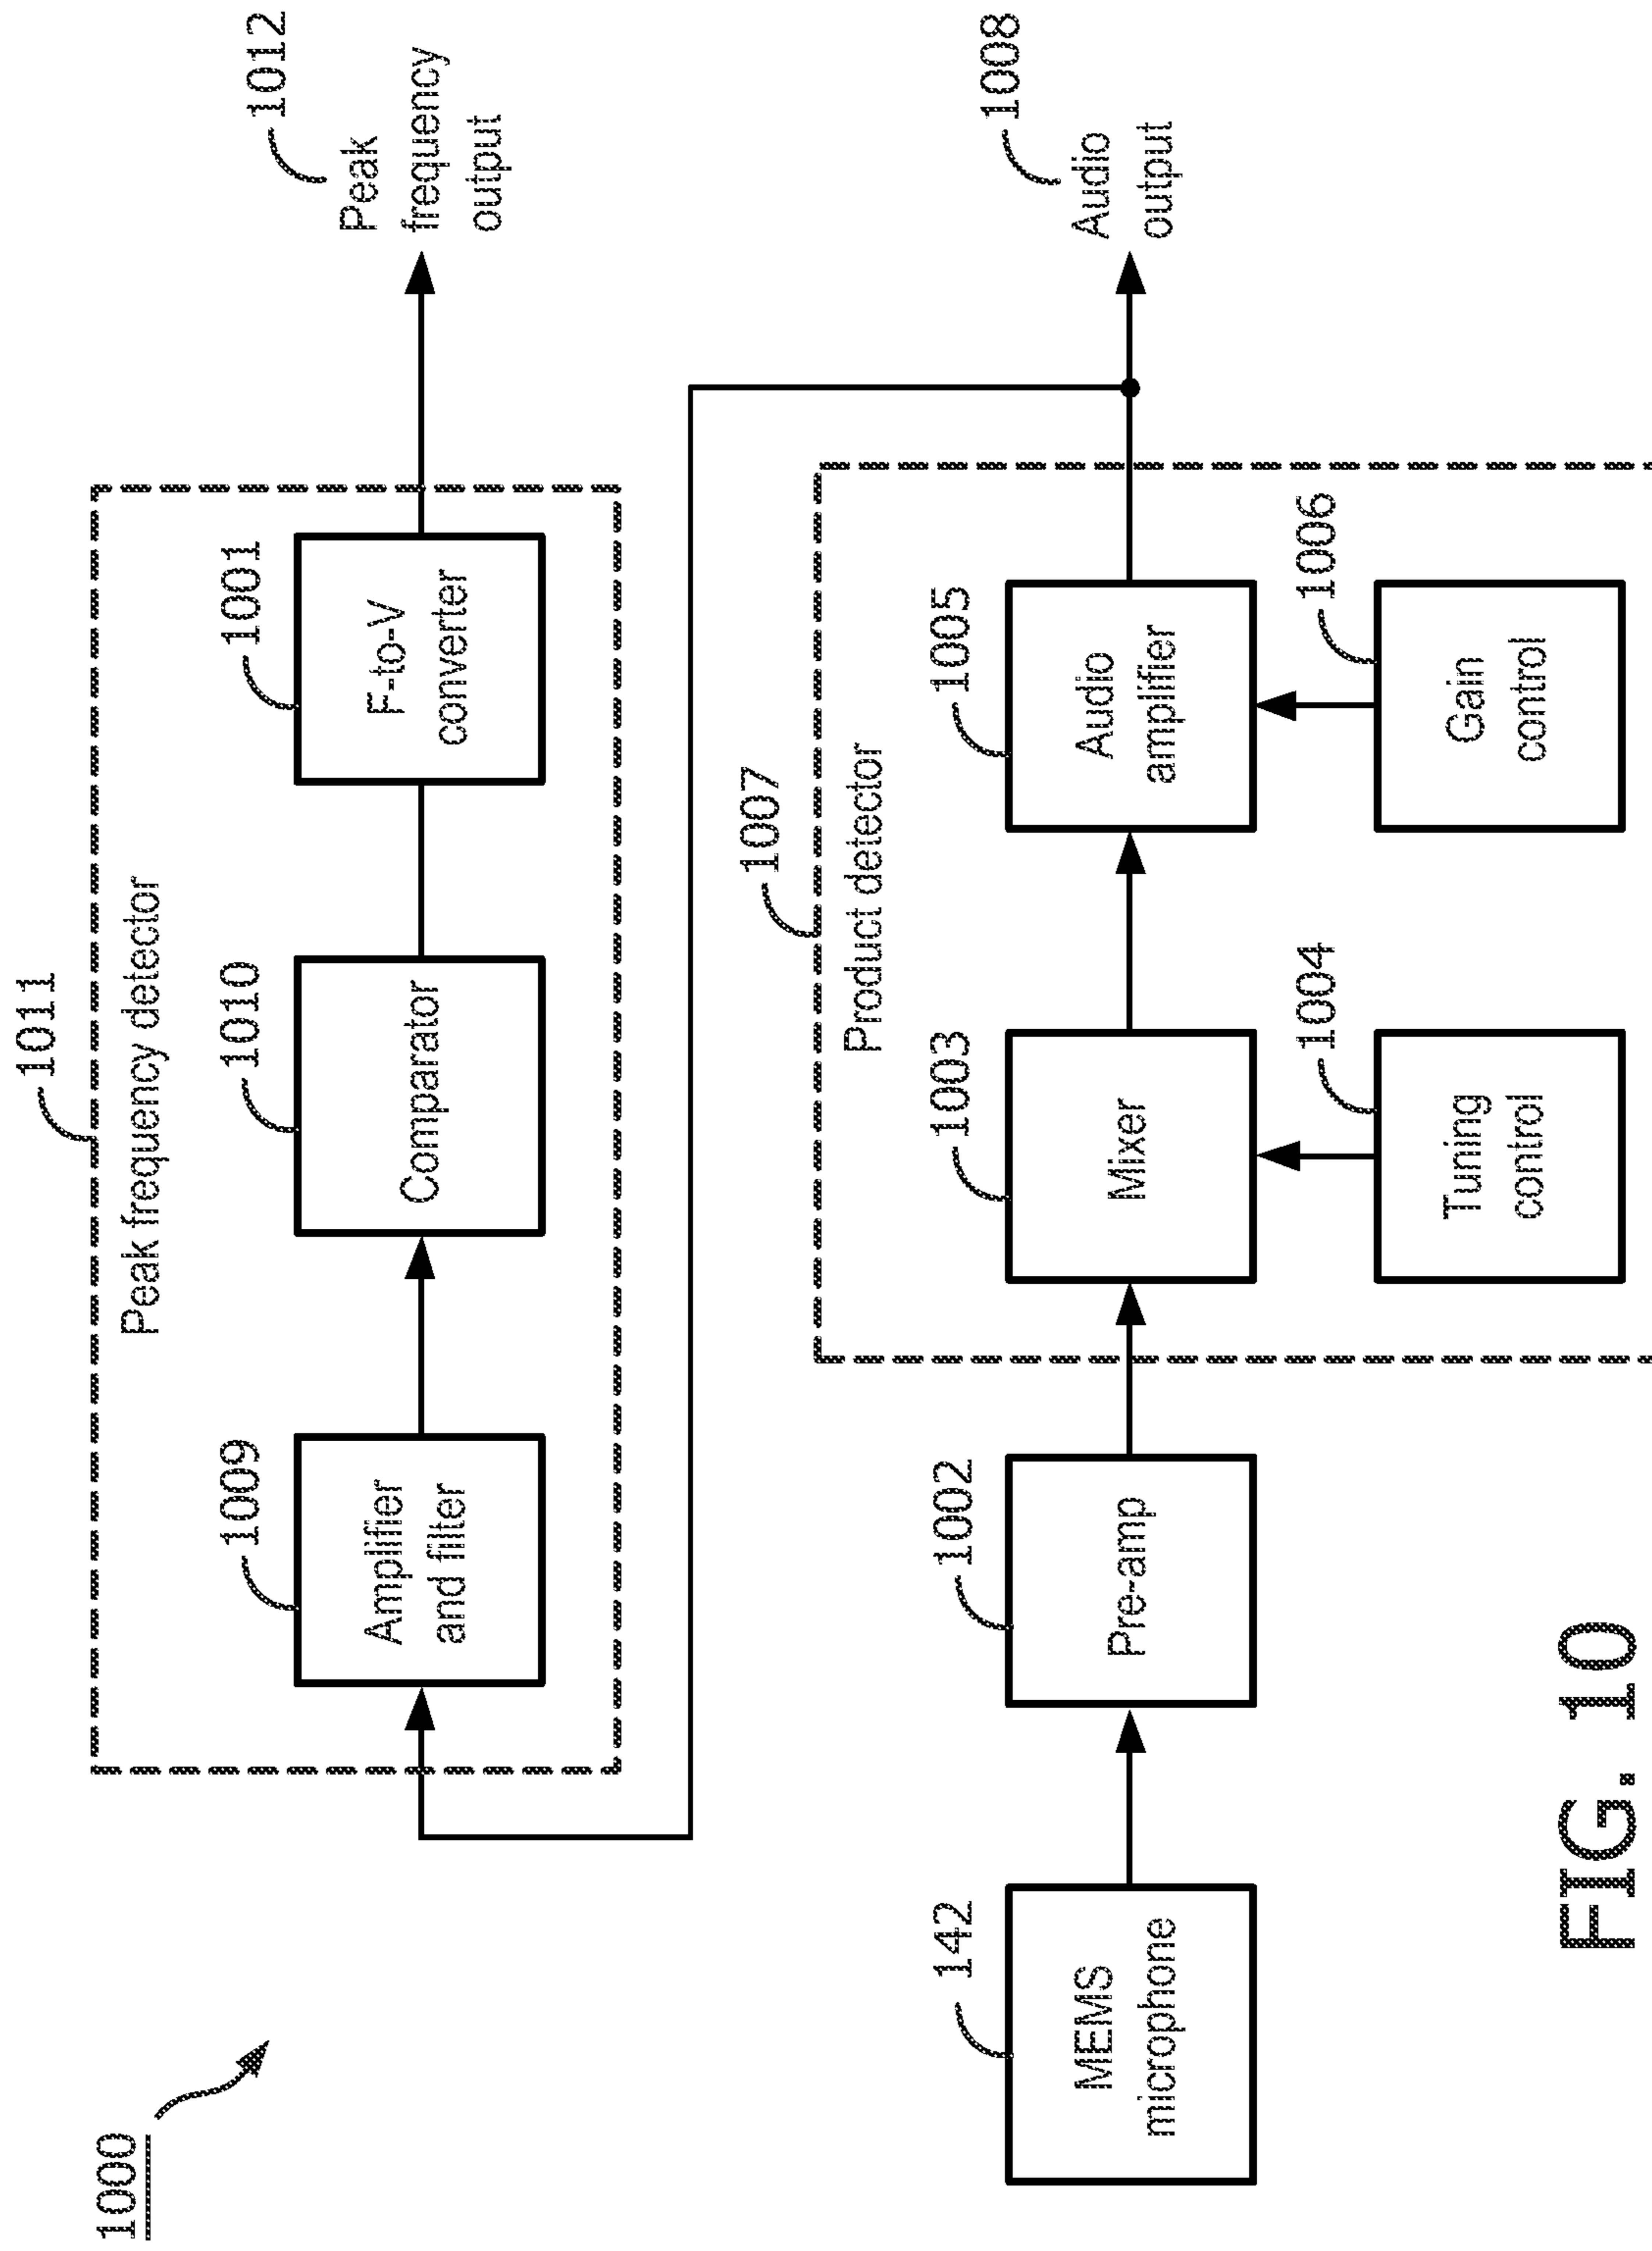 1000
1011
Peak frequency detector
1009
Amplifier
and filter
1010
Comparator
1001
F-to-V
converter
1012
Peak
frequency
output
1007
Product detector
142
MEMS
microphone
1002
Pre-amp
1003
Mixer
1005
Audio
amplifier
1008
Audio
output
1004
Tuning
control
1006
Gain
control
FIG. 10